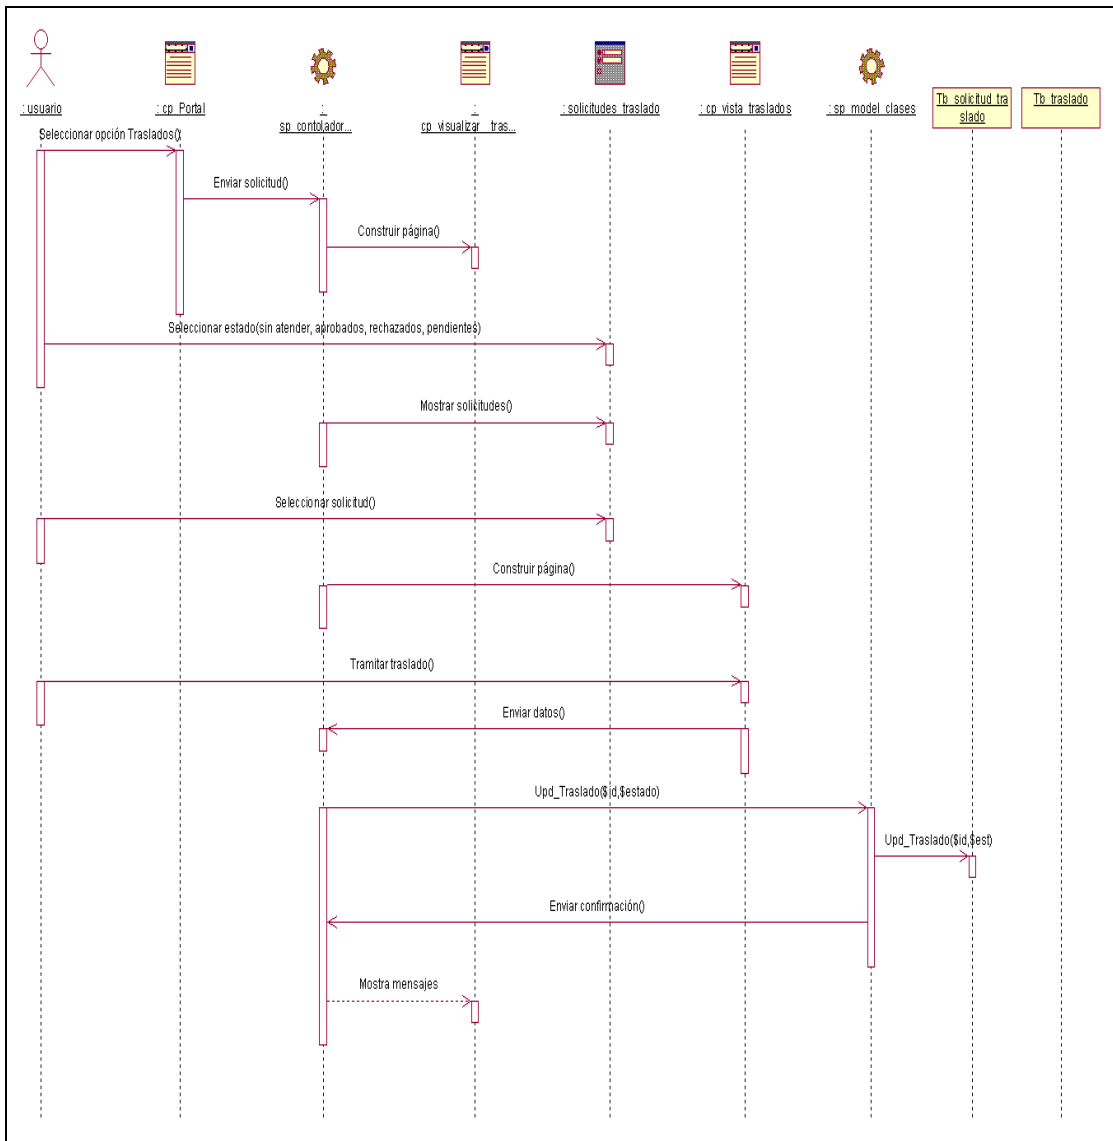 : usuario
: cp_Portal
:
sp_contolador...
:
cp_visualizar__tras...
: solicitudes_traslado
: cp_vista_traslados
: sp_model_clases
Tb_solicitud_tra
slado
Tb_traslado
Seleccionar opción Traslados()
Enviar solicitud()
Construir página()
Seleccionar estado(sin atender, aprobados, rechazados, pendientes)
Mostrar solicitudes()
Seleccionar solicitud()
Construir página()
Tramitar traslado()
Enviar datos()
Upd_Traslado($id,$estado)
Upd_Traslado($id,$est)
Enviar confirmación()
Mostra mensajes